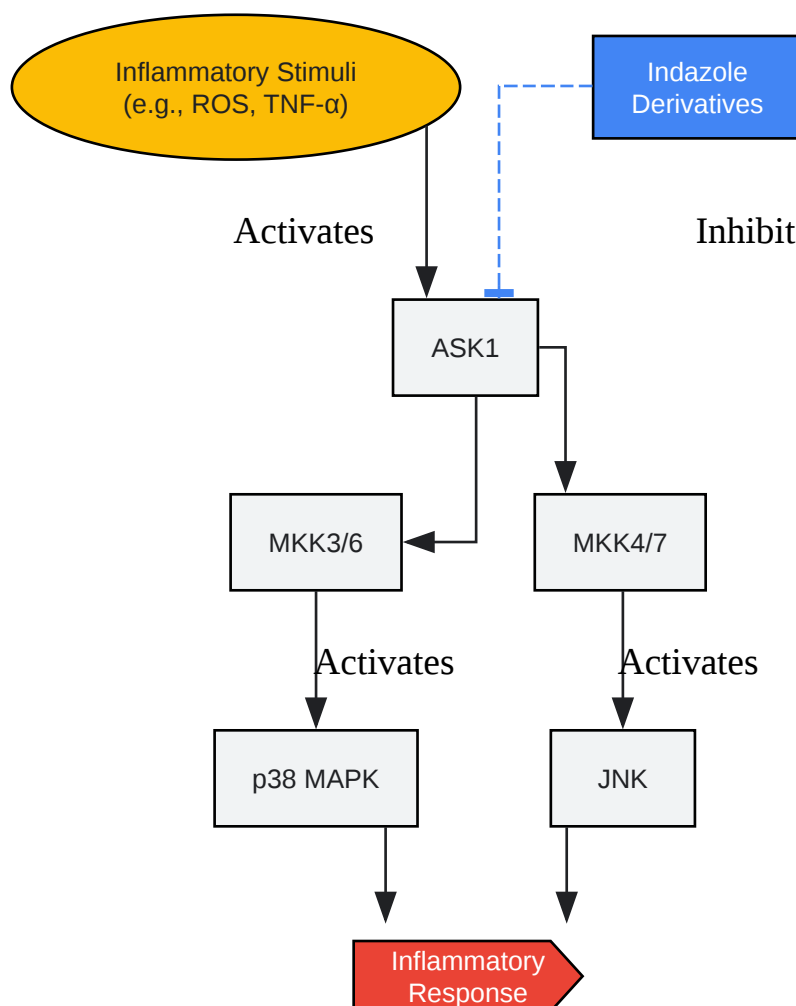 Inflammatory Stimuli
(e.g., ROS, TNF-α)
Indazole
Derivatives
Activates
Inhibit
ASK1
MKK3/6
MKK4/7
Activates
Activates
p38 MAPK
JNK
Inflammatory
Response